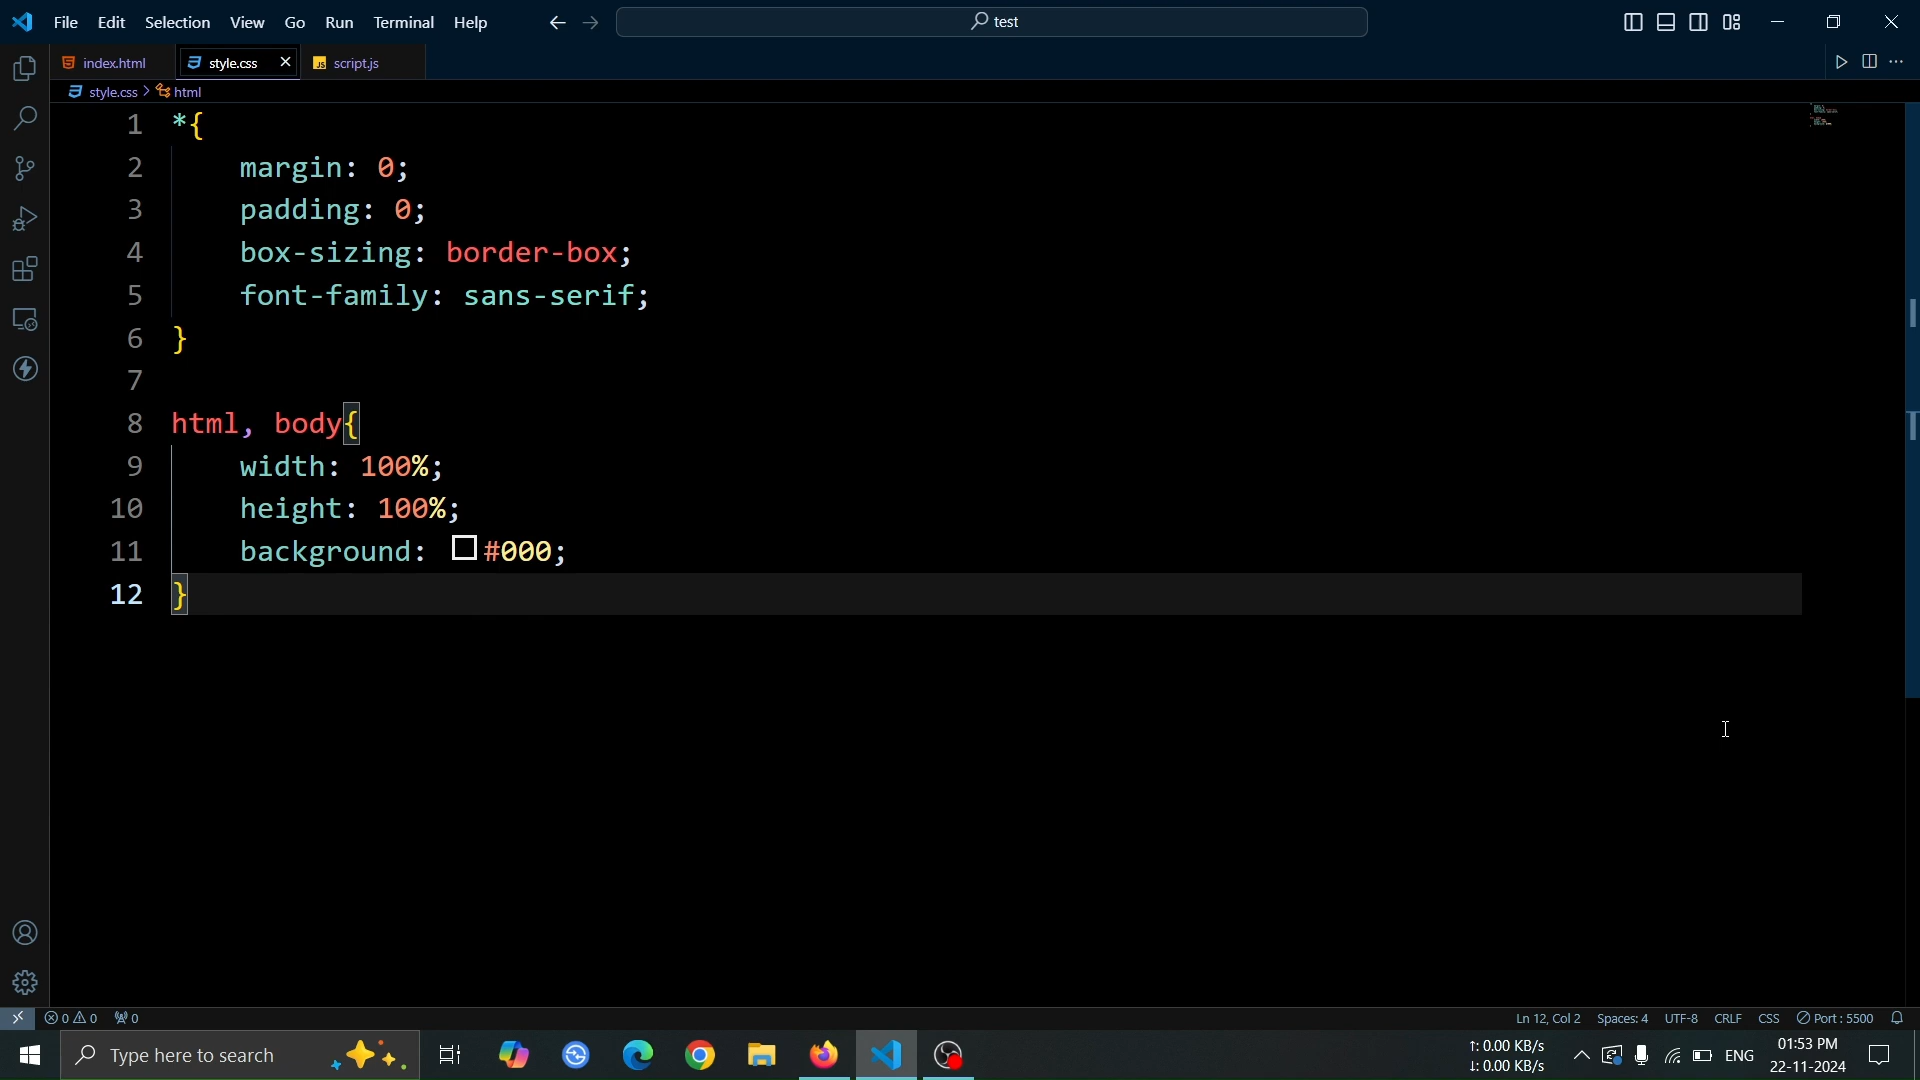 File Edit Selection View Go Run Terminal Help
test
index.html style.css script.js
JS
style.css > html
1 *{
2 margin: 0;
3 padding: 0;
4 box-sizing: border-box;
5 font-family: sans-serif;
6 }
7
8 html, body{
9 width: 100%;
10 height: 100%;
11 background: #000;
12 }
0 0 0
Ln 12, Col 2 Spaces: 4 UTF-8 CRLF CSS Port : 5500
Type here to search
↑: 0.00 KB/s
↓: 0.00 KB/s
ENG
01:53 PM
22-11-2024